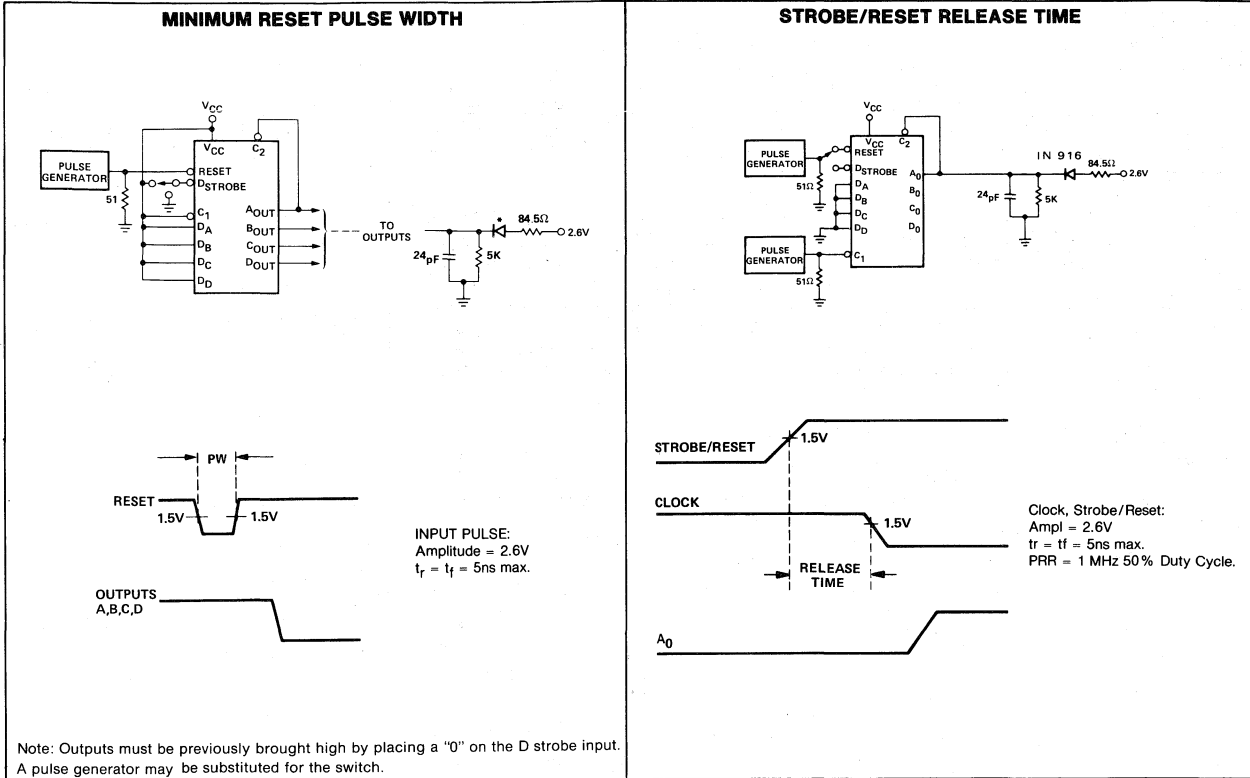 MINIMUM RESET PULSE WIDTH
VCC
VCC
C2
PULSE
GENERATOR
51
RESET
DSTROBE
C1
DA
DB
DC
DD
AOUT
BOUT
COUT
DOUT
TO
OUTPUTS
24pF
5K
*
84.5Ω
2.6V
PW
RESET
1.5V
1.5V
INPUT PULSE:
Amplitude = 2.6V
tr = tf = 5ns max.
OUTPUTS
A,B,C,D
Note: Outputs must be previously brought high by placing a "0" on the D strobe input.
A pulse generator may be substituted for the switch.
STROBE/RESET RELEASE TIME
VCC
VCC
C2
PULSE
GENERATOR
51Ω
RESET
DSTROBE
DA
DB
DC
DD
A0
B0
C0
D0
PULSE
GENERATOR
51Ω
C1
24pF
5K
IN 916
84.5Ω
2.6V
STROBE/RESET
1.5V
CLOCK
1.5V
RELEASE
TIME
Clock, Strobe/Reset:
Ampl = 2.6V
tr = tf = 5ns max.
PRR = 1 MHz 50% Duty Cycle.
A0